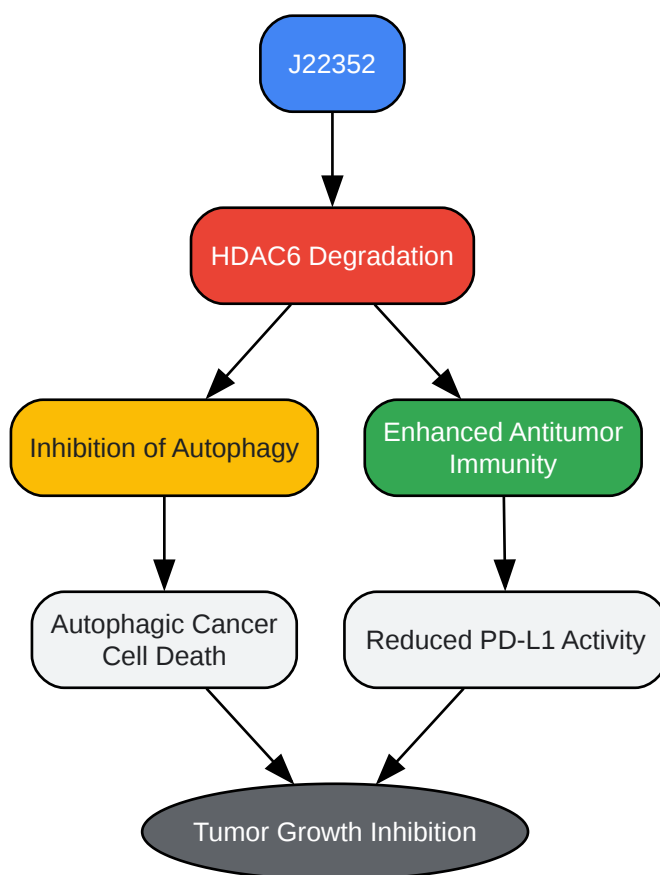 J22352
HDAC6 Degradation
Inhibition of Autophagy
Enhanced Antitumor
Immunity
Autophagic Cancer
Cell Death
Reduced PD-L1 Activity
Tumor Growth Inhibition